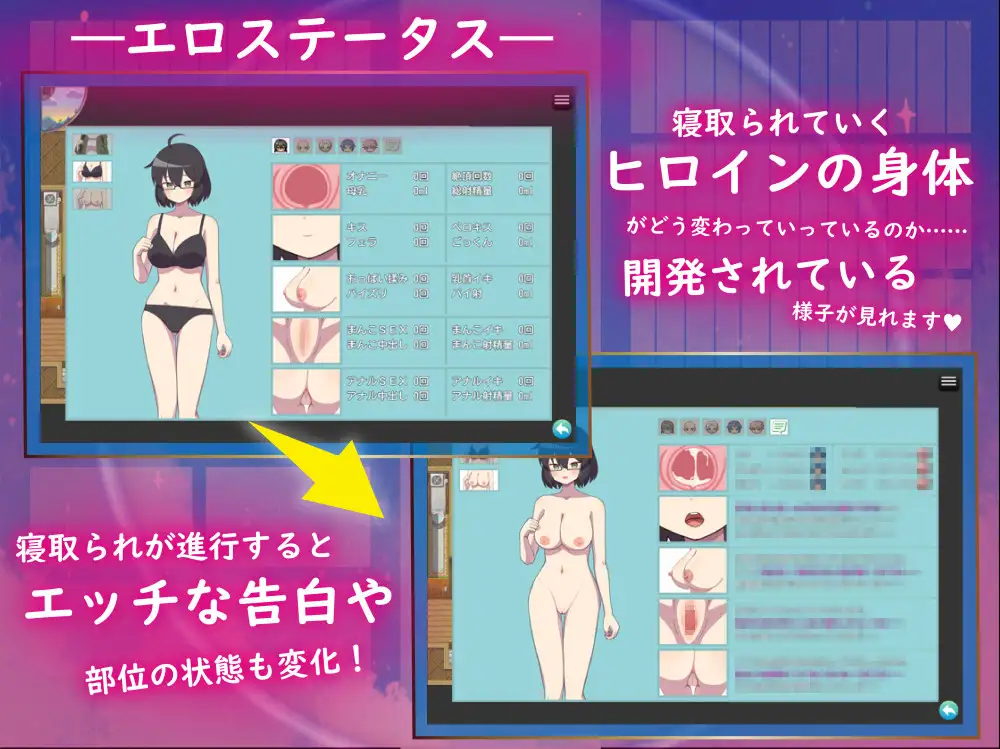 ―エロステータス―
寝取られていく
ヒロインの身体
がどう変わっていっているのか……
開発されている
様子が見れます♥
オナニー 0回 絶頂回数 0回
母乳 0ml 総射精量 0ml
キス 0回 ベロキス 0回
フェラ 0回 ごっくん 0ml
おっぱい揉み 0回 乳首イキ 0回
パイズリ 0回 パイ射 0ml
まんこSEX 0回 まんこイキ 0回
まんこ中出し 0回 まんこ射精量 0ml
アナルSEX 0回 アナルイキ 0回
アナル中出し 0回 アナル射精量 0ml
寝取られが進行すると
エッチな告白や
部位の状態も変化！